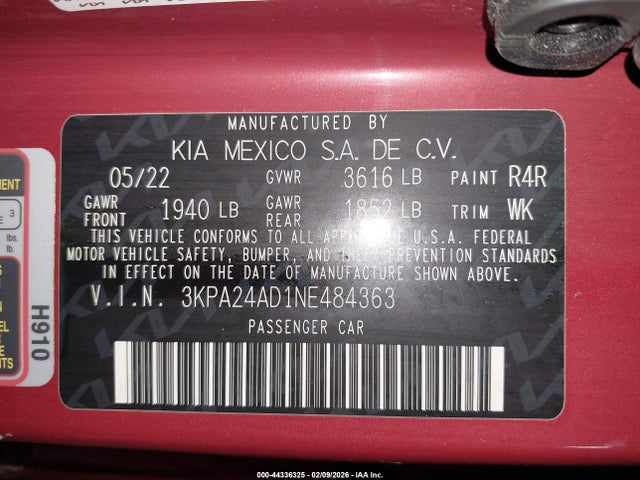 MANUFACTURED BY
KIA MEXICO S.A. DE C.V.
05/22 GVWR 3616 LB PAINT R4R
GAWR FRONT 1940 LB GAWR REAR 1852 LB TRIM WK
THIS VEHICLE CONFORMS TO ALL APPLICABLE U.S.A. FEDERAL
MOTOR VEHICLE SAFETY, BUMPER, AND THEFT PREVENTION STANDARDS
IN EFFECT ON THE DATE OF MANUFACTURE SHOWN ABOVE.
V.I.N. 3KPA24AD1NE484363
PASSENGER CAR
H910
3
lbs.
lb.
000-44336325 - 02/09/2026 - IAA Inc.